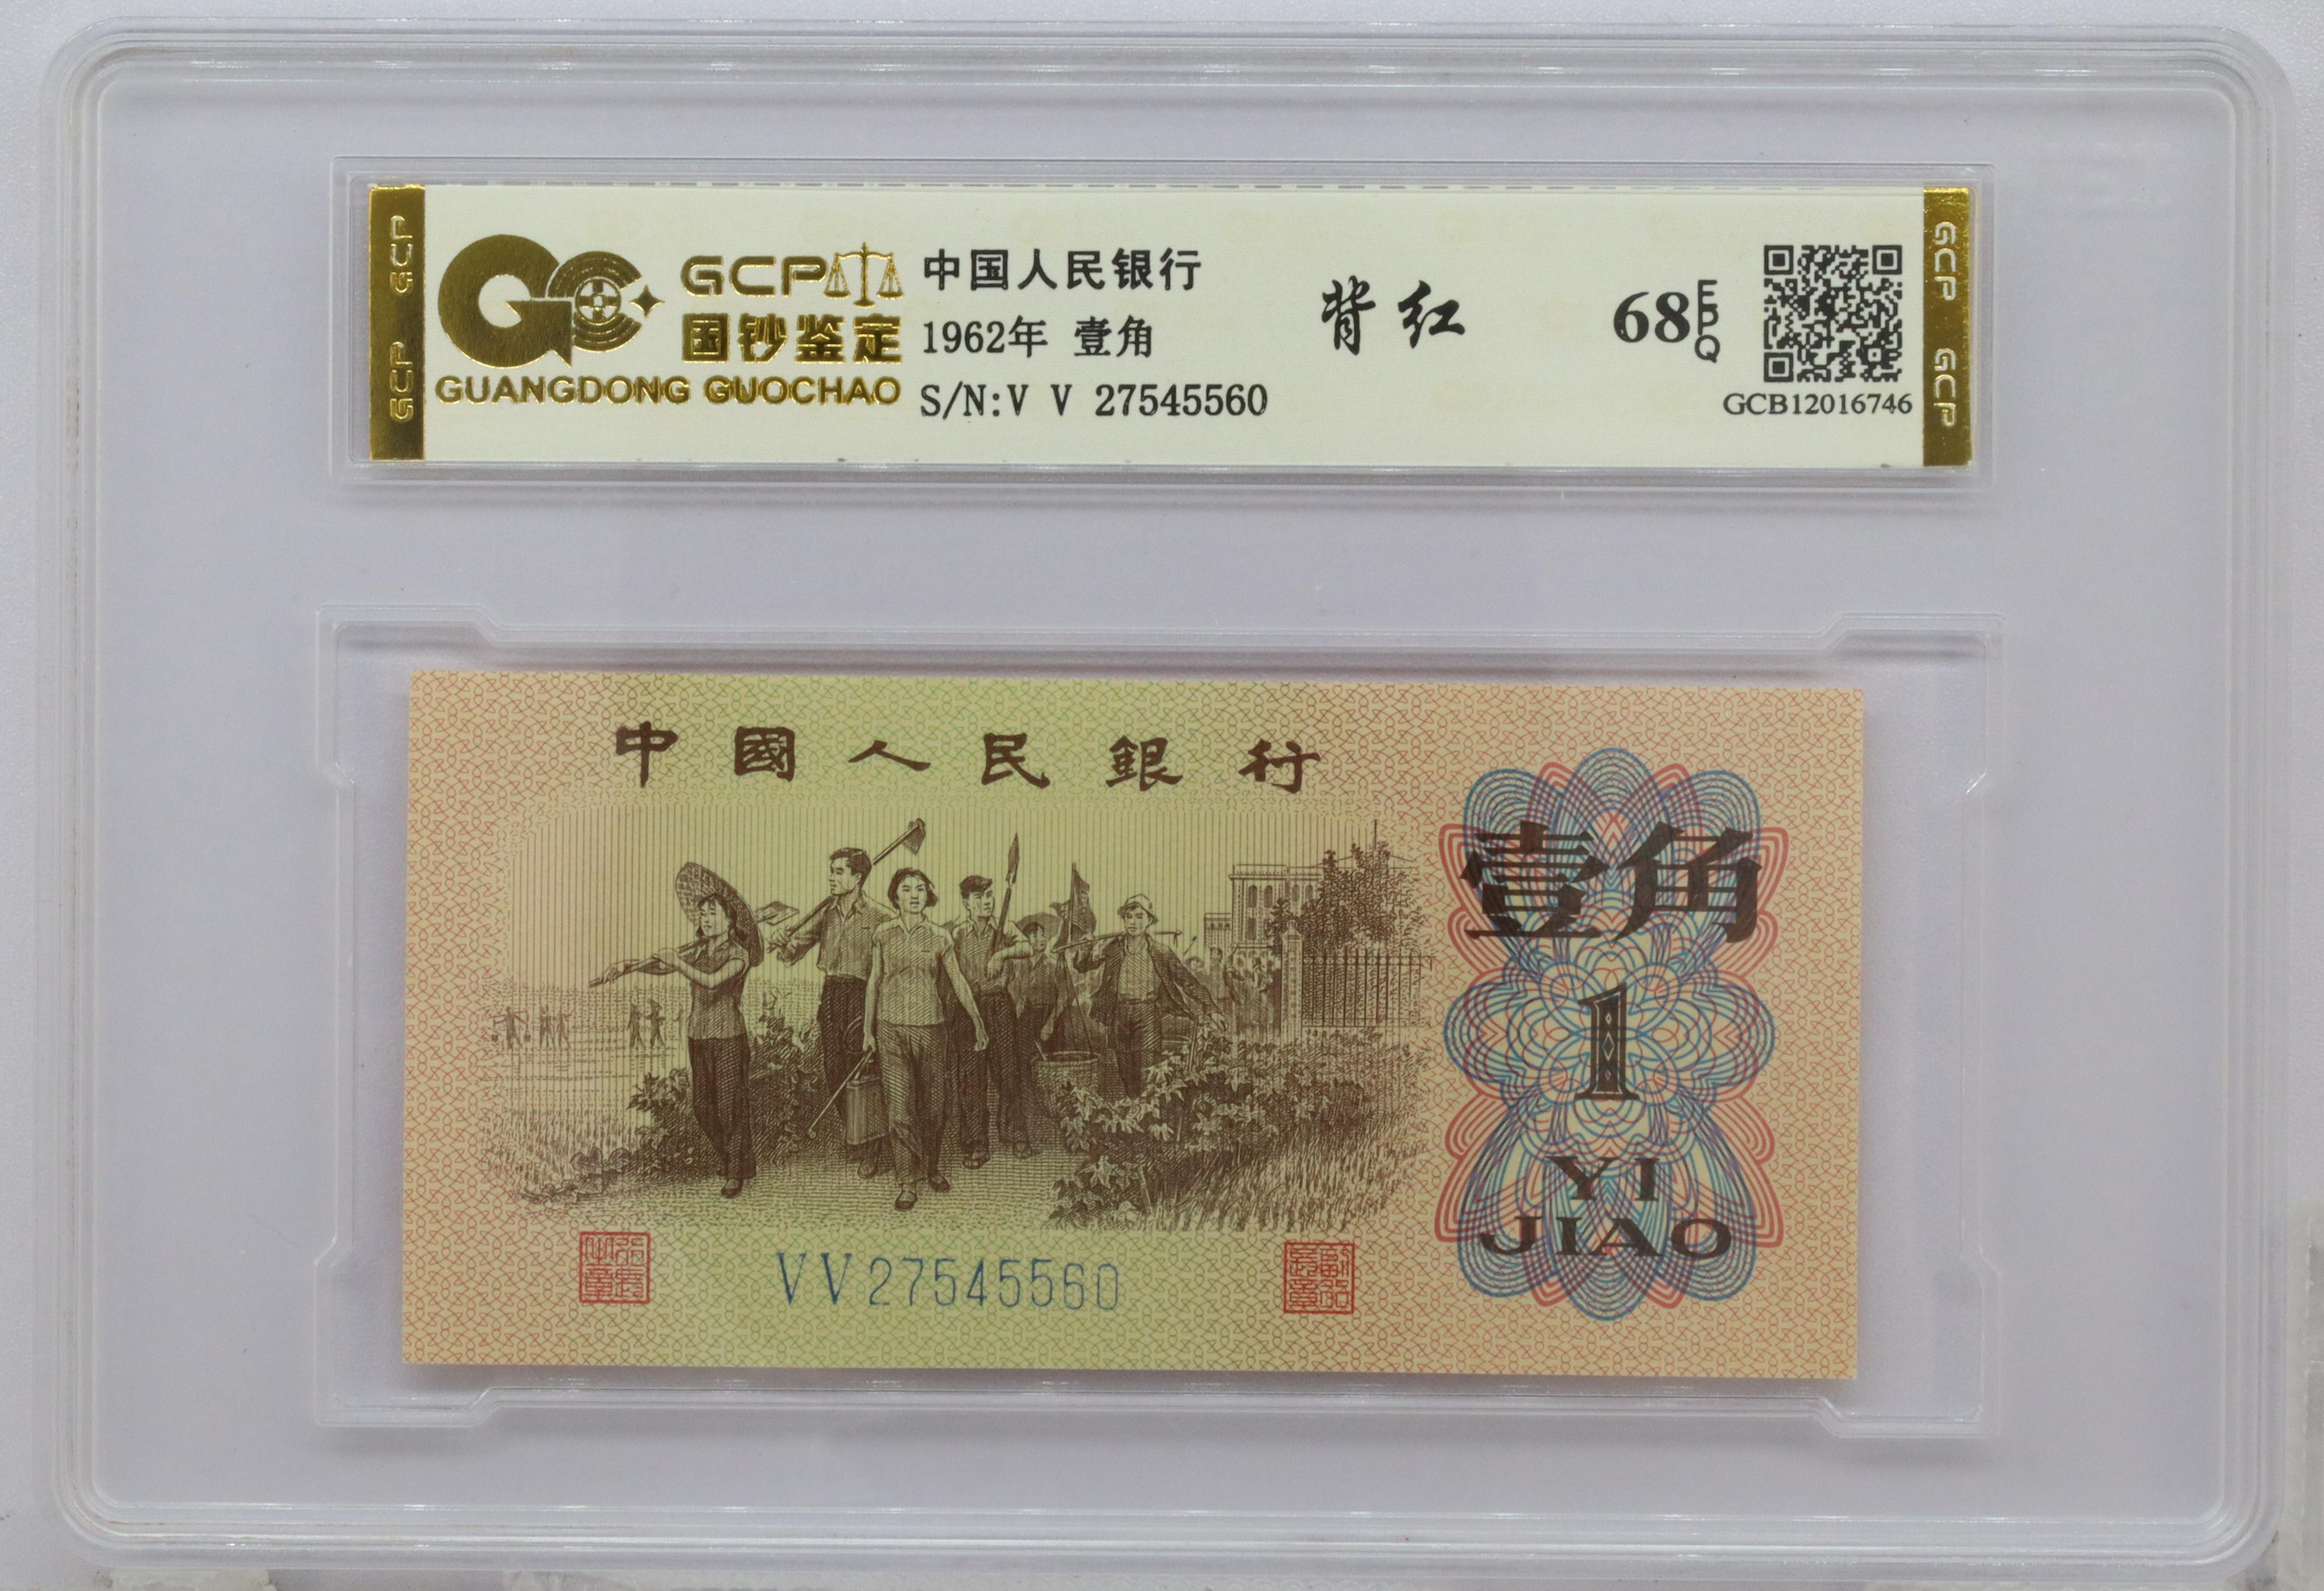 GCP
GCP
GCP
国钞鉴定
GUANGDONG GUOCHAO
中国人民银行
1962年 壹角
S/N:V V 27545560
背红
68 EPQ
GCB12016746
GCP
GCP
中國人民銀行
壹角
1
YI
JIAO
VV27545560